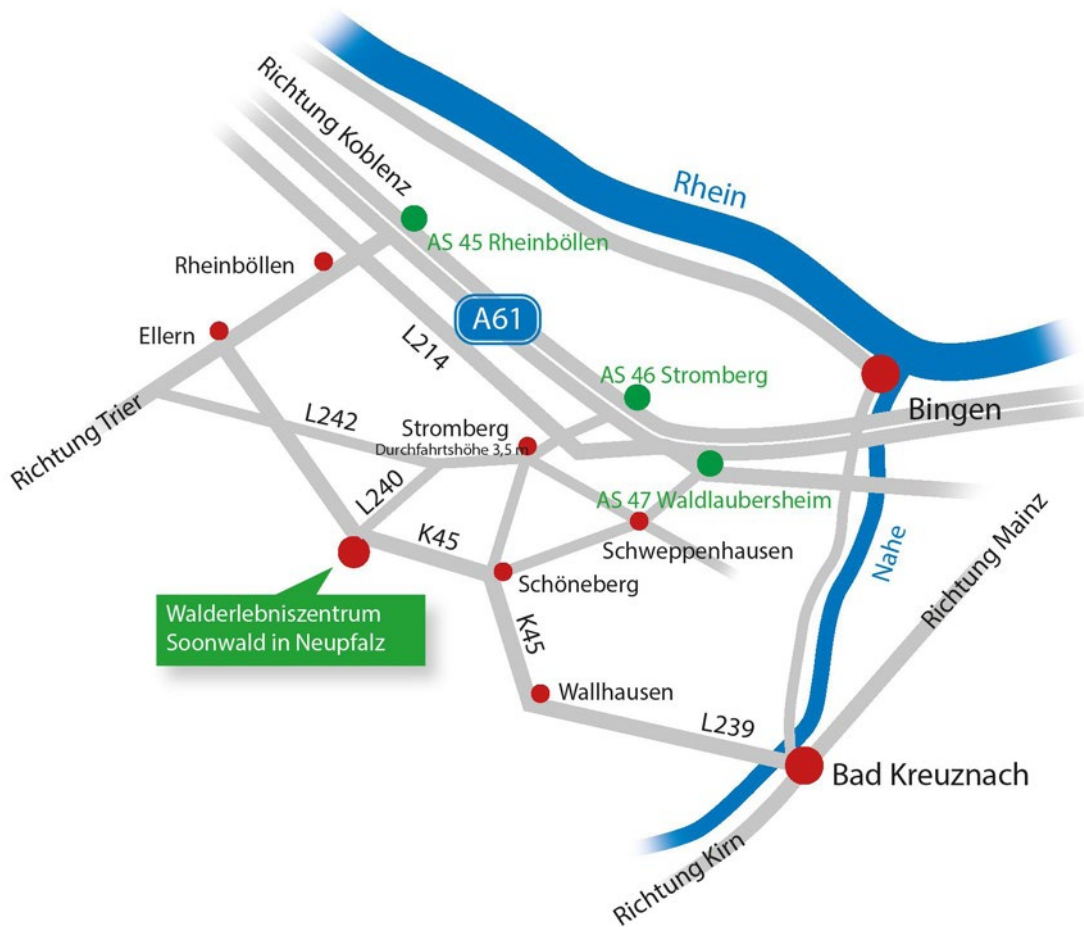 Richtung Koblenz
Rhein
AS 45 Rheinböllen
Rheinböllen
A61
Ellern
L214
AS 46 Stromberg
Richtung Trier
L242
Stromberg
Durchfahrtshöhe 3,5 m
Bingen
L240
AS 47 Waldlaubersheim
K45
Schweppenhausen
Nahe
Richtung Mainz
Schöneberg
Walderlebniszentrum
Soonwald in Neupfalz
K45
Wallhausen
L239
Bad Kreuznach
Richtung Kirn